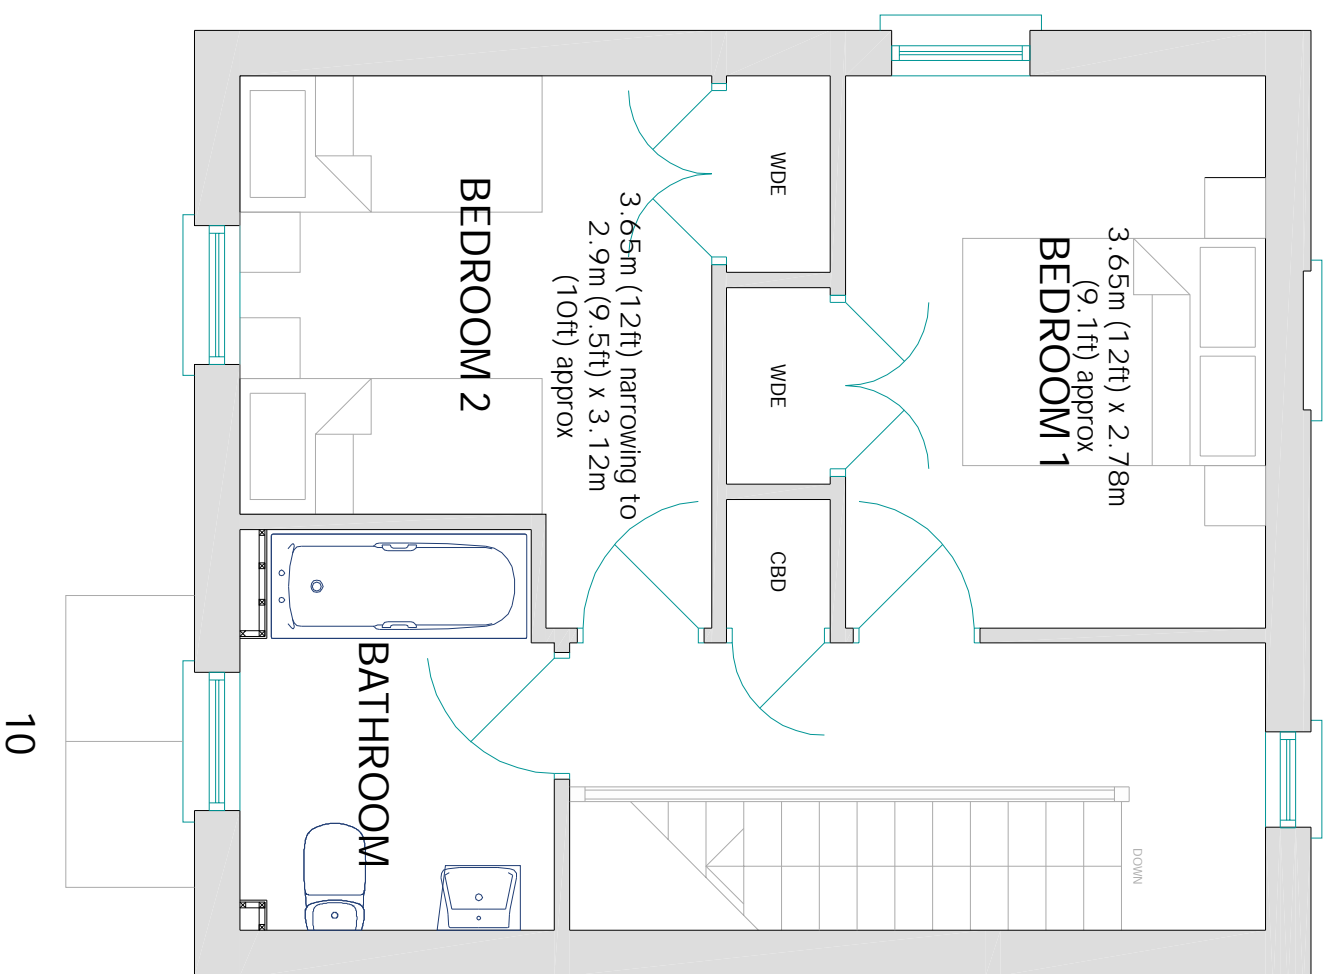 WDE
3.65m (12ft) x 2.78m
(9.1ft) approx
BEDROOM 1
BEDROOM 2
3.65m (12ft) narrowing to
2.9m (9.5ft) x 3.12m
(10ft) approx
WDE
CBD
BATHROOM
DOWN
10